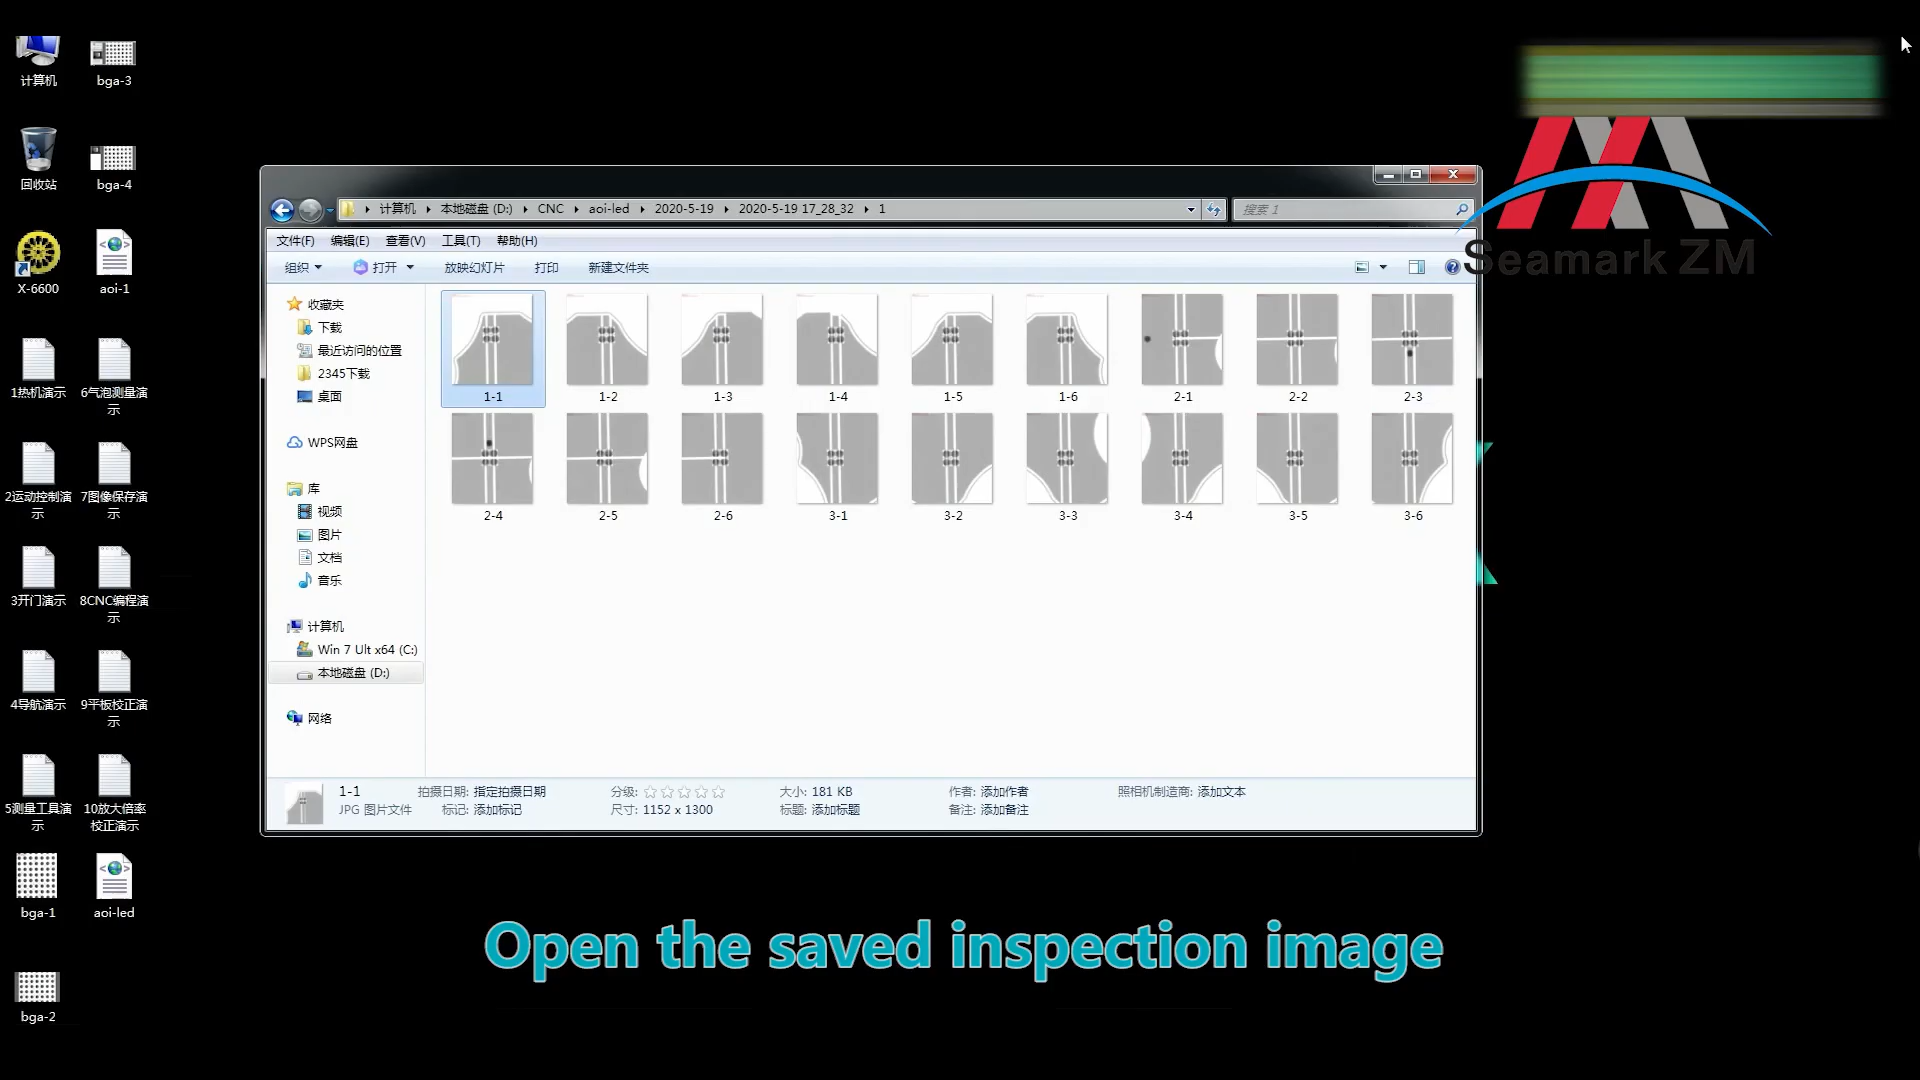 计算机
bga-3
回收站
bga-4
X-6600
aoi-1
1热机演示
6气泡测量演
示
2运动控制演
示
7图像保存演
示
3开门演示
8CNC编程演
示
4导航演示
9平板校正演
示
5测量工具演
示
10放大倍率
校正演示
bga-1
aoi-led
bga-2
计算机 本地磁盘 (D:) CNC aoi-led 2020-5-19 2020-5-19 17_28_32 1
搜索 1
文件(F) 编辑(E) 查看(V) 工具(T) 帮助(H)
组织 打开 放映幻灯片 打印 新建文件夹
收藏夹
下载
最近访问的位置
2345下载
桌面
WPS网盘
库
视频
图片
文档
音乐
计算机
Win 7 Ult x64 (C:)
本地磁盘 (D:)
网络
1-1 1-2 1-3 1-4 1-5 1-6 2-1 2-2 2-3
2-4 2-5 2-6 3-1 3-2 3-3 3-4 3-5 3-6
1-1 拍摄日期: 指定拍摄日期 分级: 大小: 181 KB 作者: 添加作者 照相机制造商: 添加文本
JPG 图片文件 标记: 添加标记 尺寸: 1152 x 1300 标题: 添加标题 备注: 添加备注
Seamark ZM
Open the saved inspection image